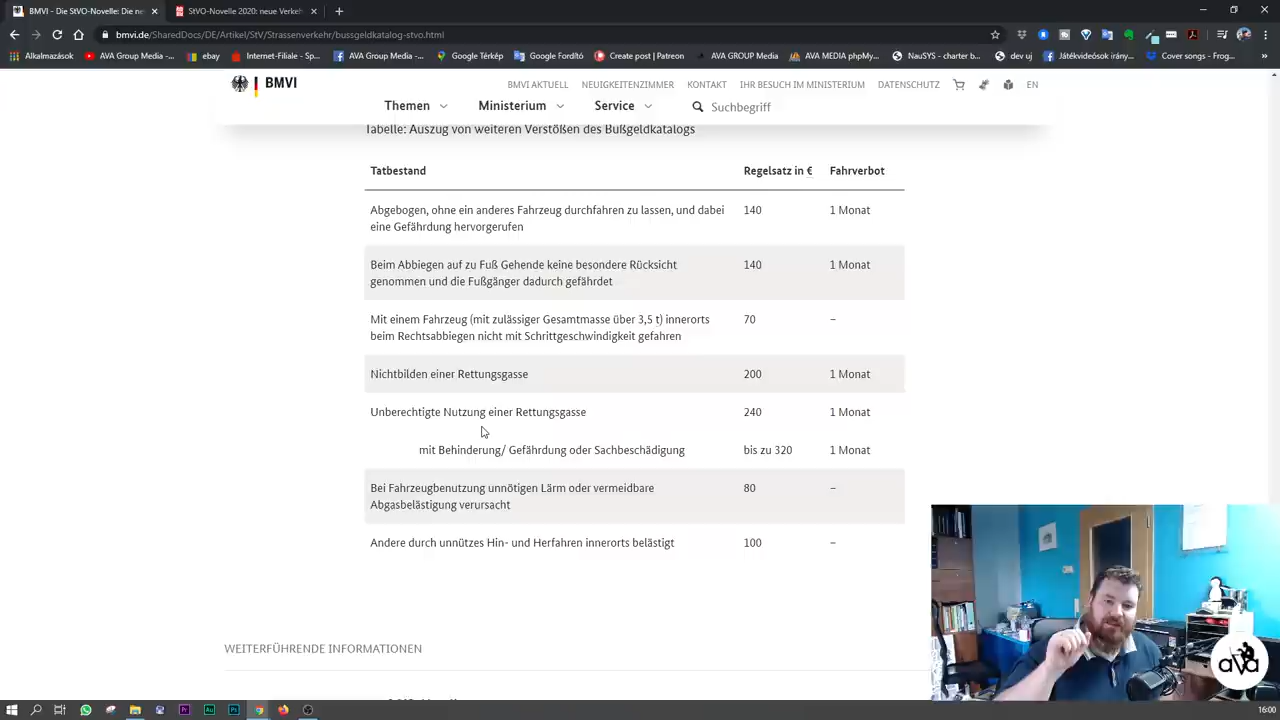 BMVI - Die StVO-Novelle: Die de
StVO-Novelle 2020: neue Verkeh
bmvi.de/SharedDocs/DE/Artikel/StV/Strassenverkehr/bussgeldkatalog-stvo.html
Alkalmazások
AVA GROUP Media -...
ebay
Internet-Filiale - Sp...
AVA GROUP Media -...
Google Térkép
Google Fordító
Create post | Patreon
AVA GROUP Media
AVA MEDIA phpMy...
NauSYS - charter b...
dev uj
Játékvideósok irány...
Cover songs - Frog...
BMVI
BMVI AKTUELL NEUIGKEITENZIMMER KONTAKT IHR BESUCH IM MINISTERIUM DATENSCHUTZ EN
Themen Ministerium Service Suchbegriff
Tabelle: Auszug von weiteren Verstößen des Bußgeldkatalogs
Tatbestand Regelsatz in € Fahrverbot
Abgebogen, ohne ein anderes Fahrzeug durchfahren zu lassen, und dabei 140 1 Monat
eine Gefährdung hervorgerufen
Beim Abbiegen auf zu Fuß Gehende keine besondere Rücksicht 140 1 Monat
genommen und die Fußgänger dadurch gefährdet
Mit einem Fahrzeug (mit zulässiger Gesamtmasse über 3,5 t) innerorts 70 –
beim Rechtsabbiegen nicht mit Schrittgeschwindigkeit gefahren
Nichtbilden einer Rettungsgasse 200 1 Monat
Unberechtigte Nutzung einer Rettungsgasse 240 1 Monat
mit Behinderung/ Gefährdung oder Sachbeschädigung bis zu 320 1 Monat
Bei Fahrzeugbenutzung unnötigen Lärm oder vermeidbare 80 –
Abgasbelästigung verursacht
Andere durch unnützes Hin- und Herfahren innerorts belästigt 100 –
WEITERFÜHRENDE INFORMATIONEN
ava
16:00